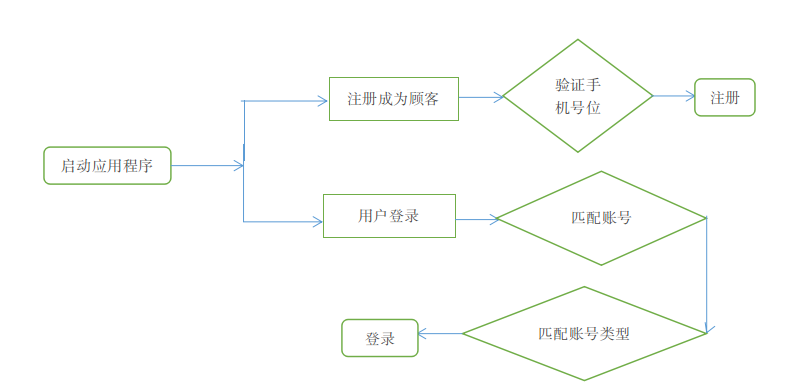 启动应用程序
注册成为顾客
验证手
机号位
注册
用户登录
匹配账号
匹配账号类型
登录